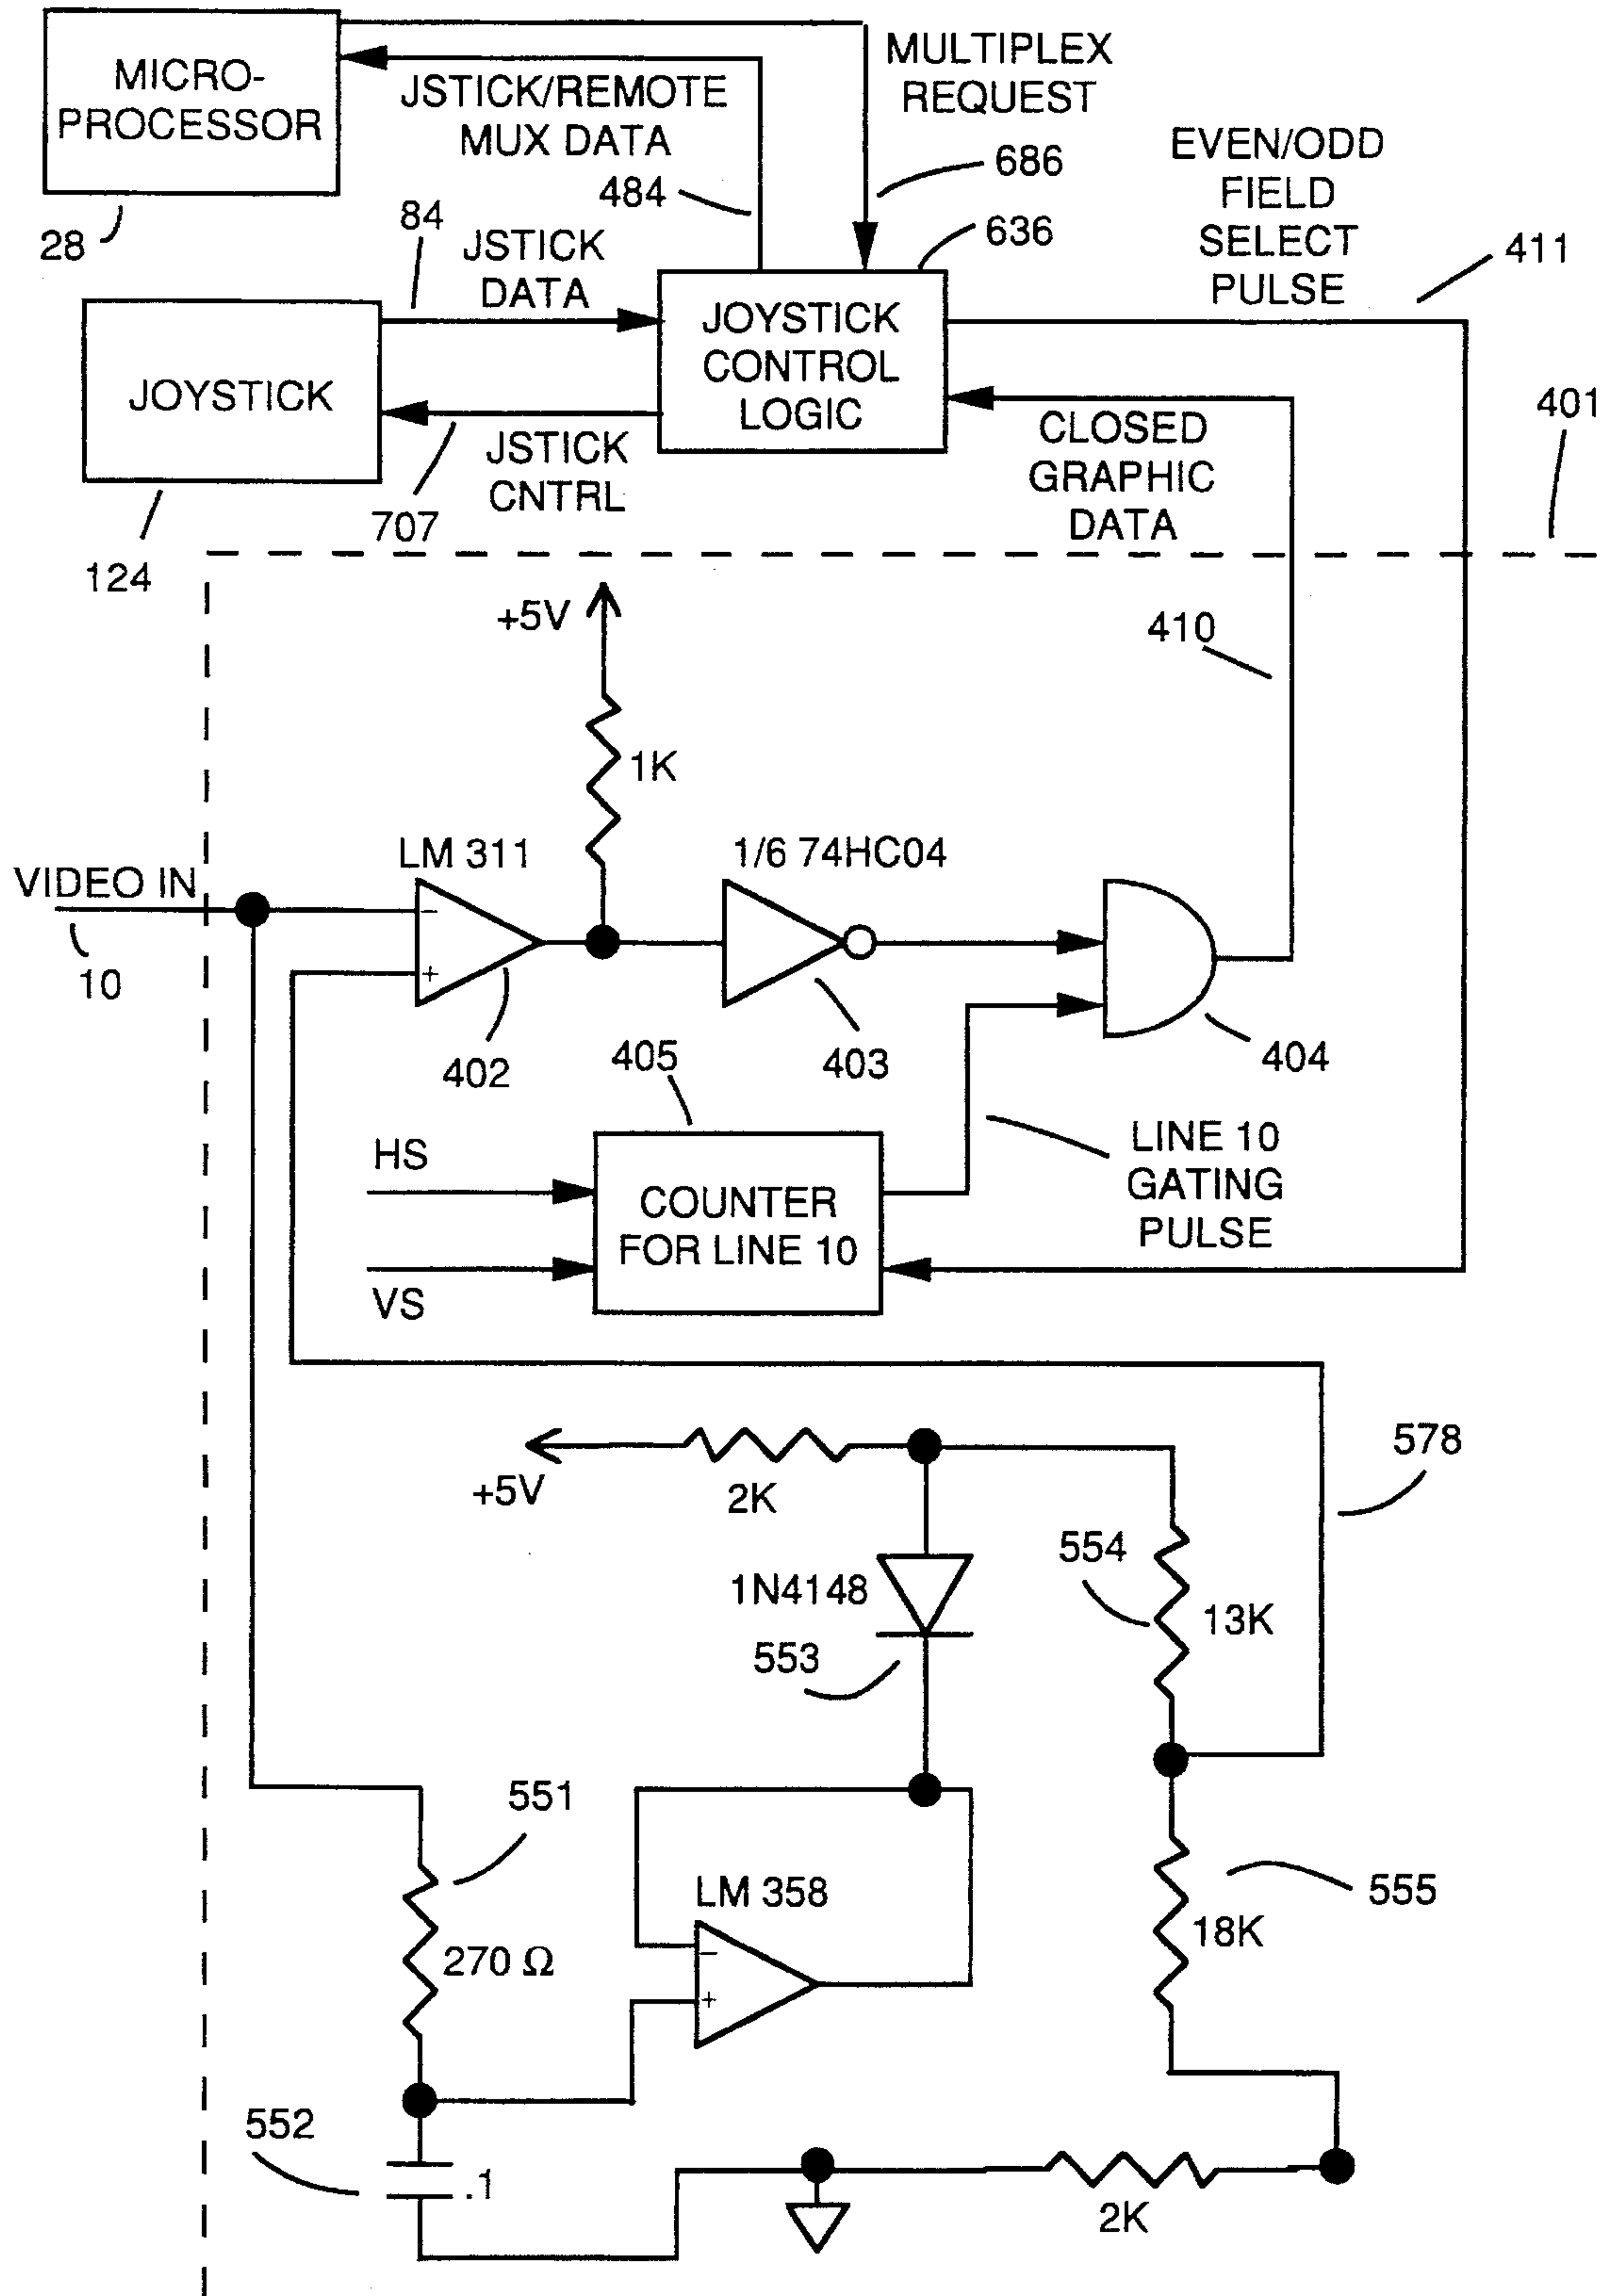 MICRO-
PROCESSOR
28
JSTICK/REMOTE
MUX DATA
484
MULTIPLEX
REQUEST
686
636
EVEN/ODD
FIELD
SELECT
PULSE
411
84
JSTICK
DATA
JOYSTICK
124
JOYSTICK
CONTROL
LOGIC
JSTICK
CNTRL
707
CLOSED
GRAPHIC
DATA
401
+5V
410
1K
LM 311
1/6 74HC04
VIDEO IN
10
−
+
402
403
404
405
HS
VS
COUNTER
FOR LINE 10
LINE 10
GATING
PULSE
+5V
2K
578
1N4148
553
554
13K
551
270 Ω
LM 358
−
+
555
18K
552
.1
2K